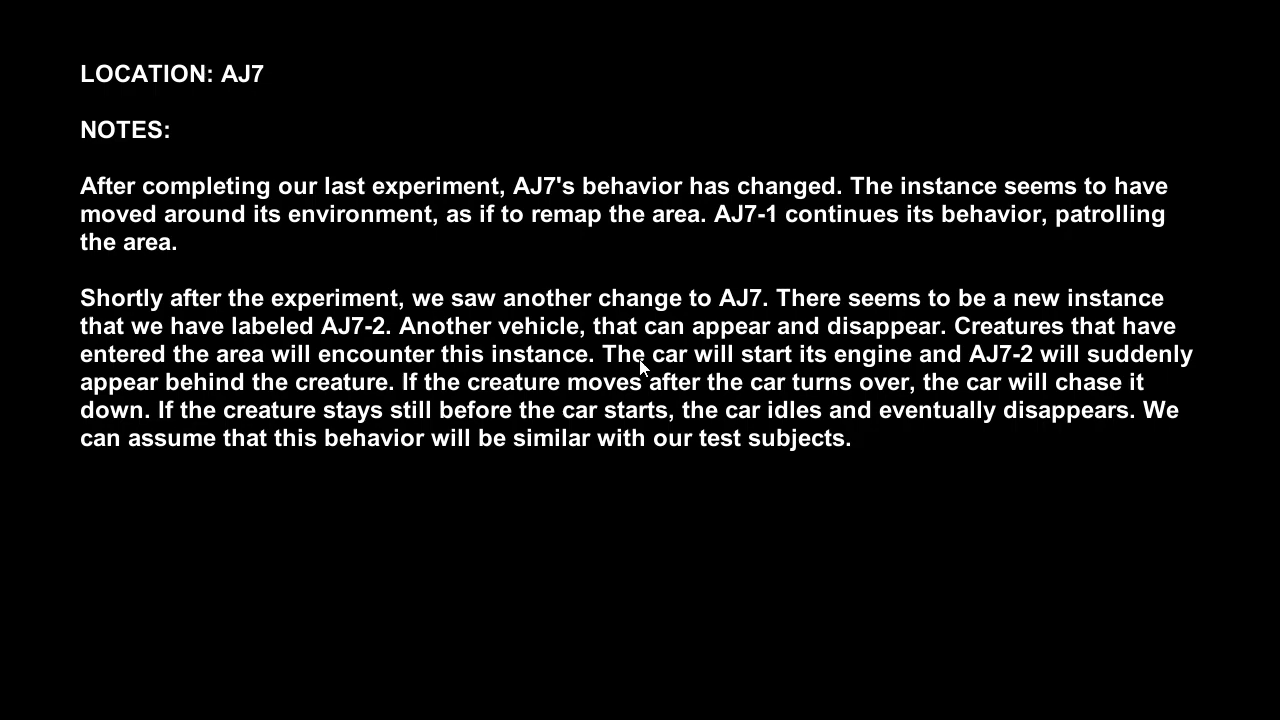 LOCATION: AJ7
NOTES:
After completing our last experiment, AJ7's behavior has changed. The instance seems to have
moved around its environment, as if to remap the area. AJ7-1 continues its behavior, patrolling
the area.
Shortly after the experiment, we saw another change to AJ7. There seems to be a new instance
that we have labeled AJ7-2. Another vehicle, that can appear and disappear. Creatures that have
entered the area will encounter this instance. The car will start its engine and AJ7-2 will suddenly
appear behind the creature. If the creature moves after the car turns over, the car will chase it
down. If the creature stays still before the car starts, the car idles and eventually disappears. We
can assume that this behavior will be similar with our test subjects.